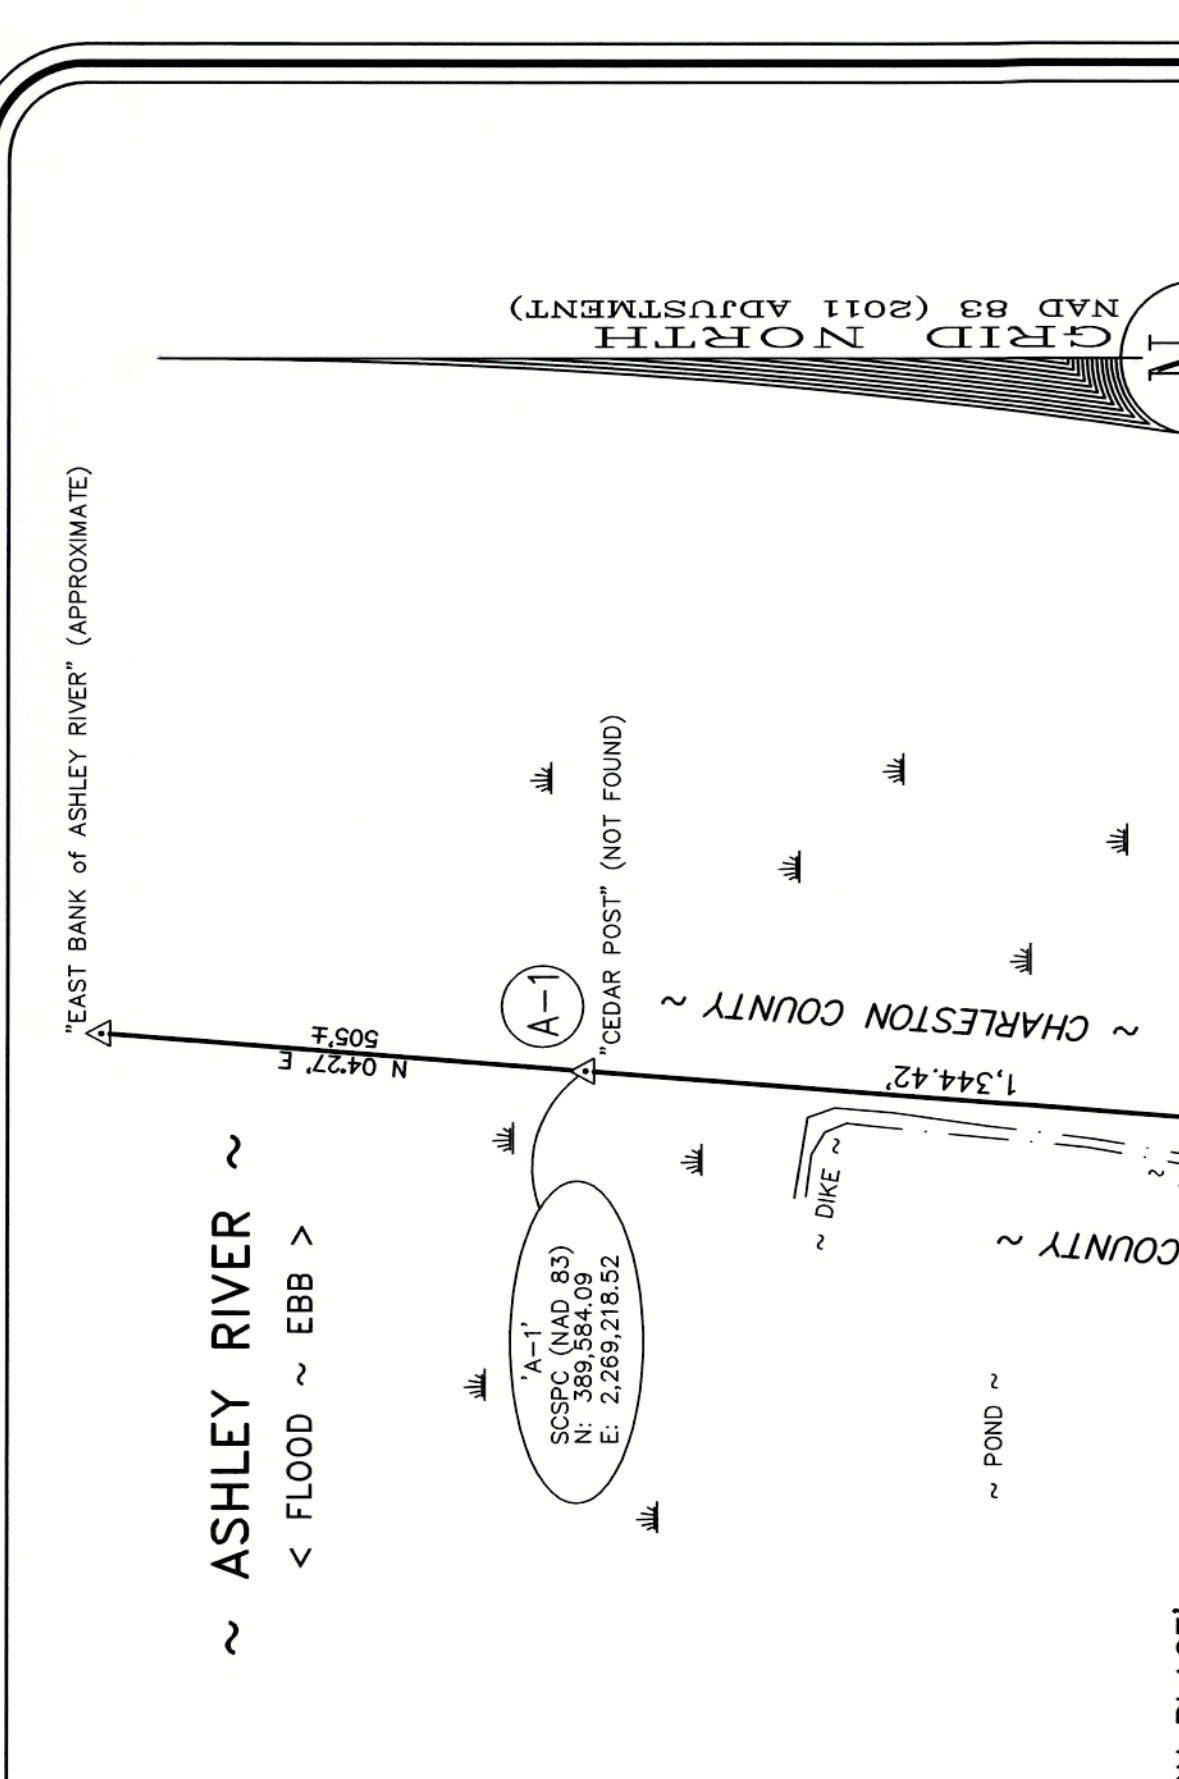 NAD 83 (2011 ADJUSTMENT)
GRID NORTH
N
"EAST BANK of ASHLEY RIVER" (APPROXIMATE)
505'±
N 04°27' E
A-1
"CEDAR POST" (NOT FOUND)
~ CHARLESTON COUNTY ~
1,344.42'
~ ASHLEY RIVER ~
< FLOOD ~ EBB >
~ DIKE ~
COUNTY ~
'A-1'
SCSPC (NAD 83)
N: 389,584.09
E: 2,269,218.52
~ POND ~